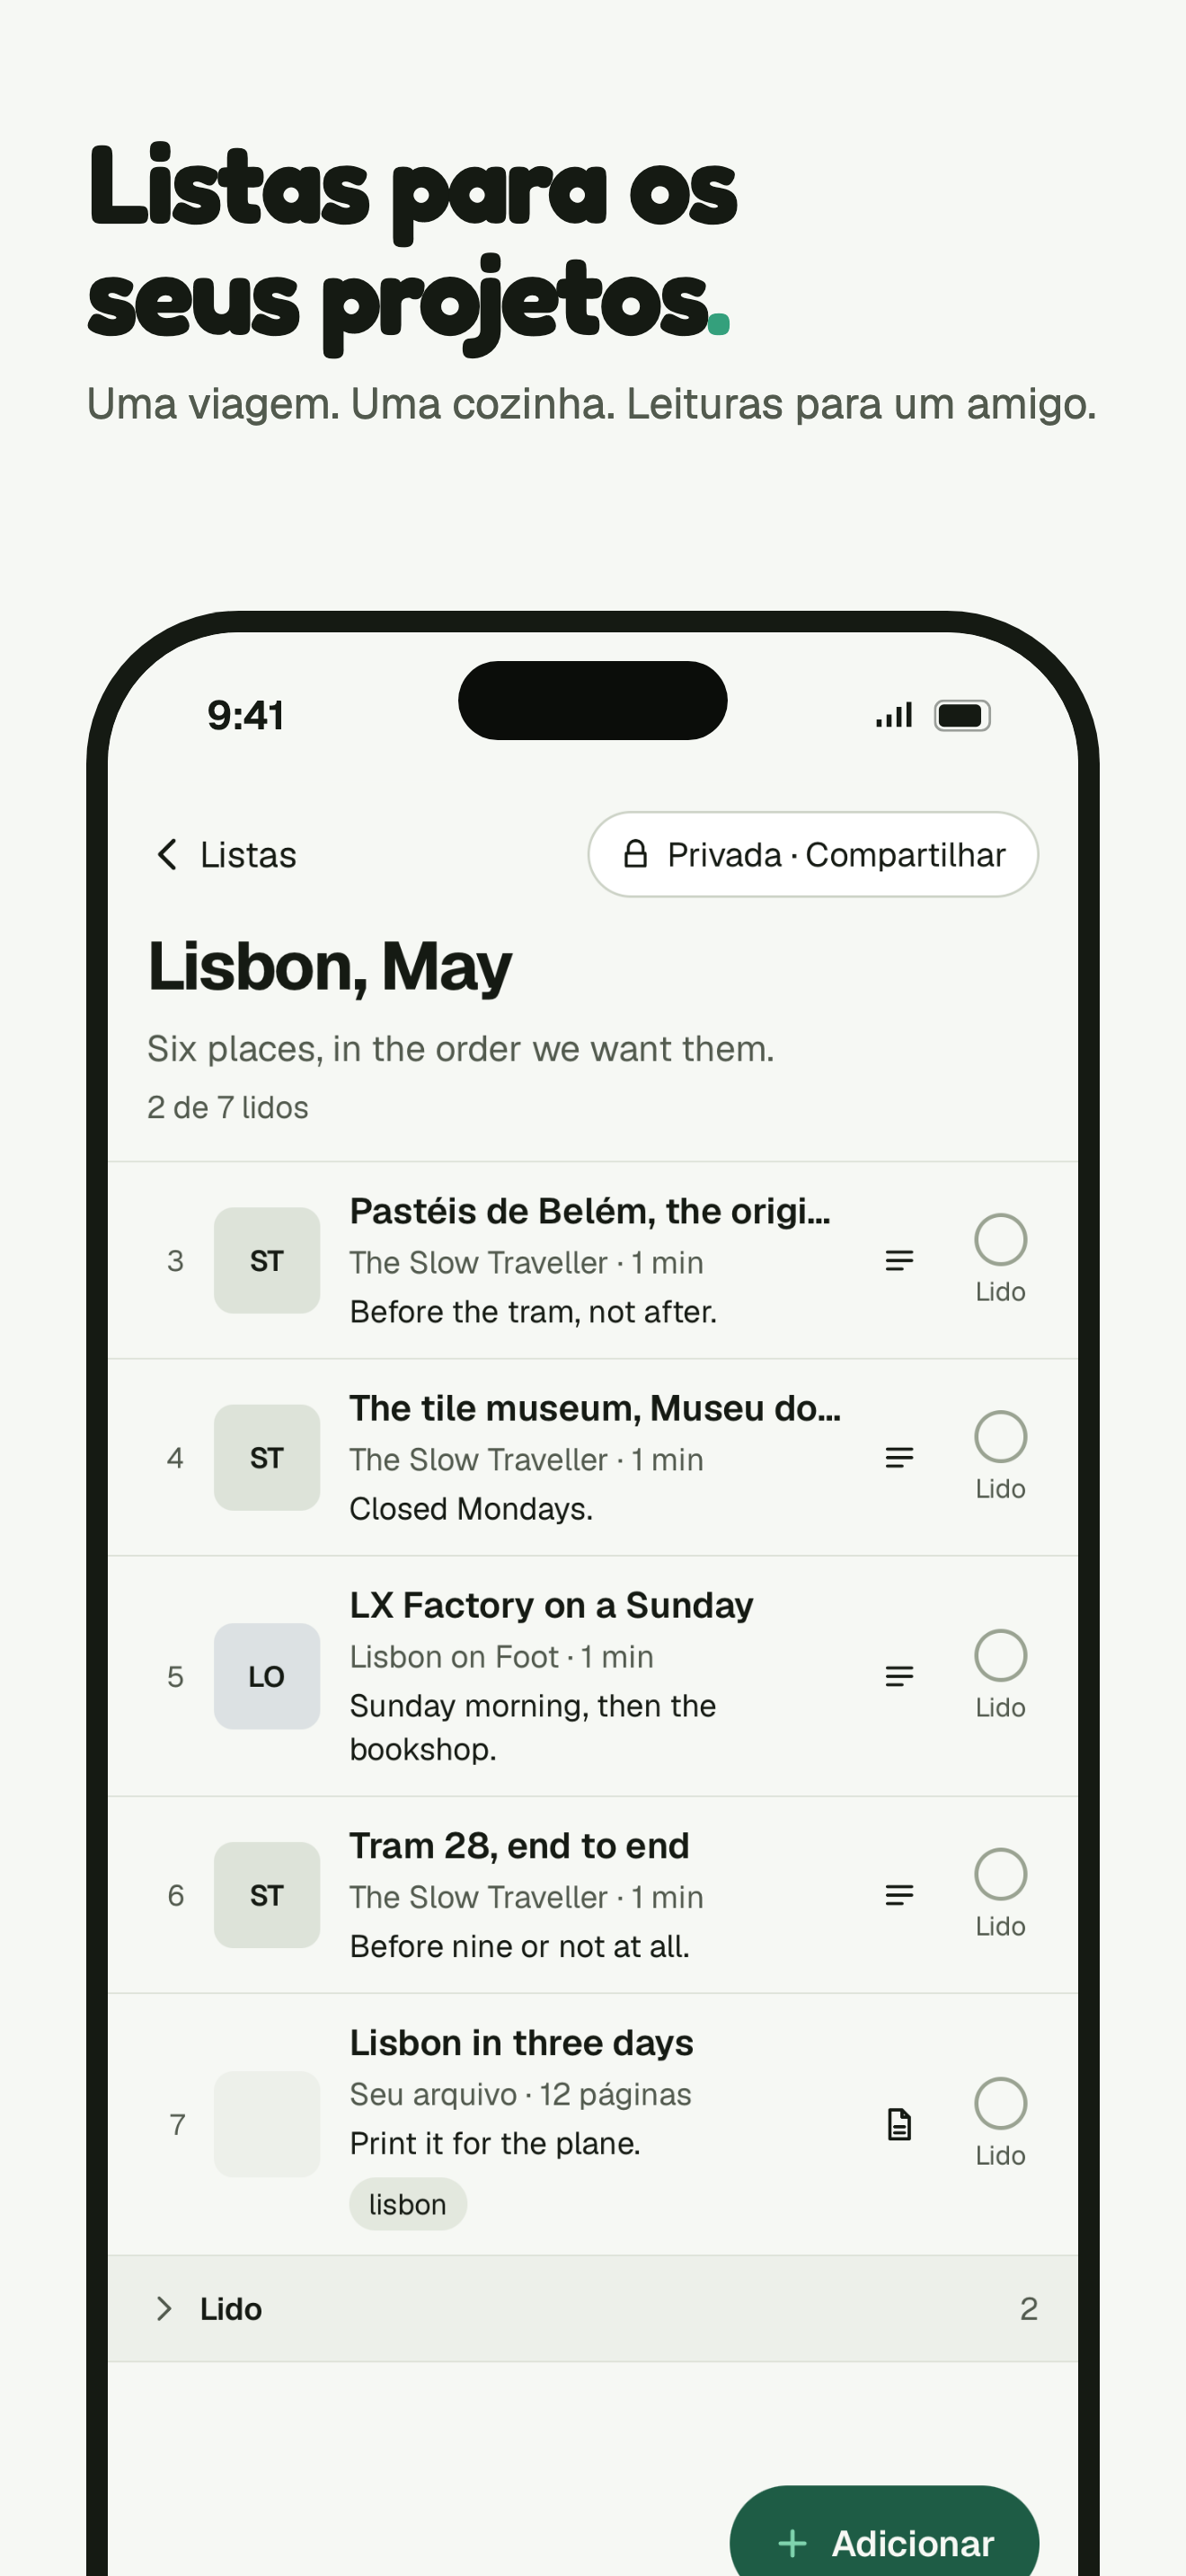 Listas para os
seus projetos.
Uma viagem. Uma cozinha. Leituras para um amigo.
9:41
Listas
Privada · Compartilhar
Lisbon, May
Six places, in the order we want them.
2 de 7 lidos
3
ST
Pastéis de Belém, the origi...
The Slow Traveller · 1 min
Before the tram, not after.
Lido
4
ST
The tile museum, Museu do...
The Slow Traveller · 1 min
Closed Mondays.
Lido
5
LO
LX Factory on a Sunday
Lisbon on Foot · 1 min
Sunday morning, then the
bookshop.
Lido
6
ST
Tram 28, end to end
The Slow Traveller · 1 min
Before nine or not at all.
Lido
7
Lisbon in three days
Seu arquivo · 12 páginas
Print it for the plane.
lisbon
Lido
Lido
2
+ Adicionar